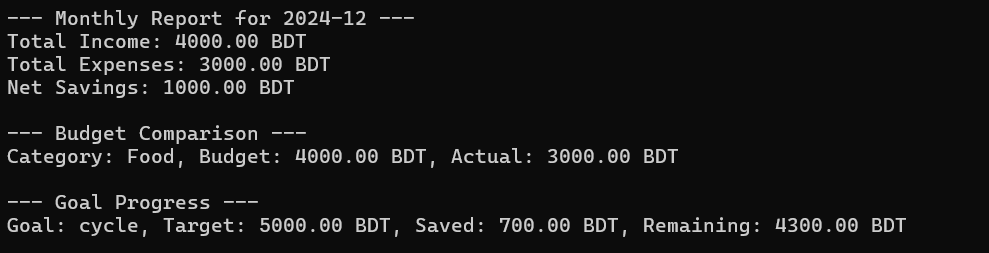 --- Monthly Report for 2024-12 ---
Total Income: 4000.00 BDT
Total Expenses: 3000.00 BDT
Net Savings: 1000.00 BDT
--- Budget Comparison ---
Category: Food, Budget: 4000.00 BDT, Actual: 3000.00 BDT
--- Goal Progress ---
Goal: cycle, Target: 5000.00 BDT, Saved: 700.00 BDT, Remaining: 4300.00 BDT